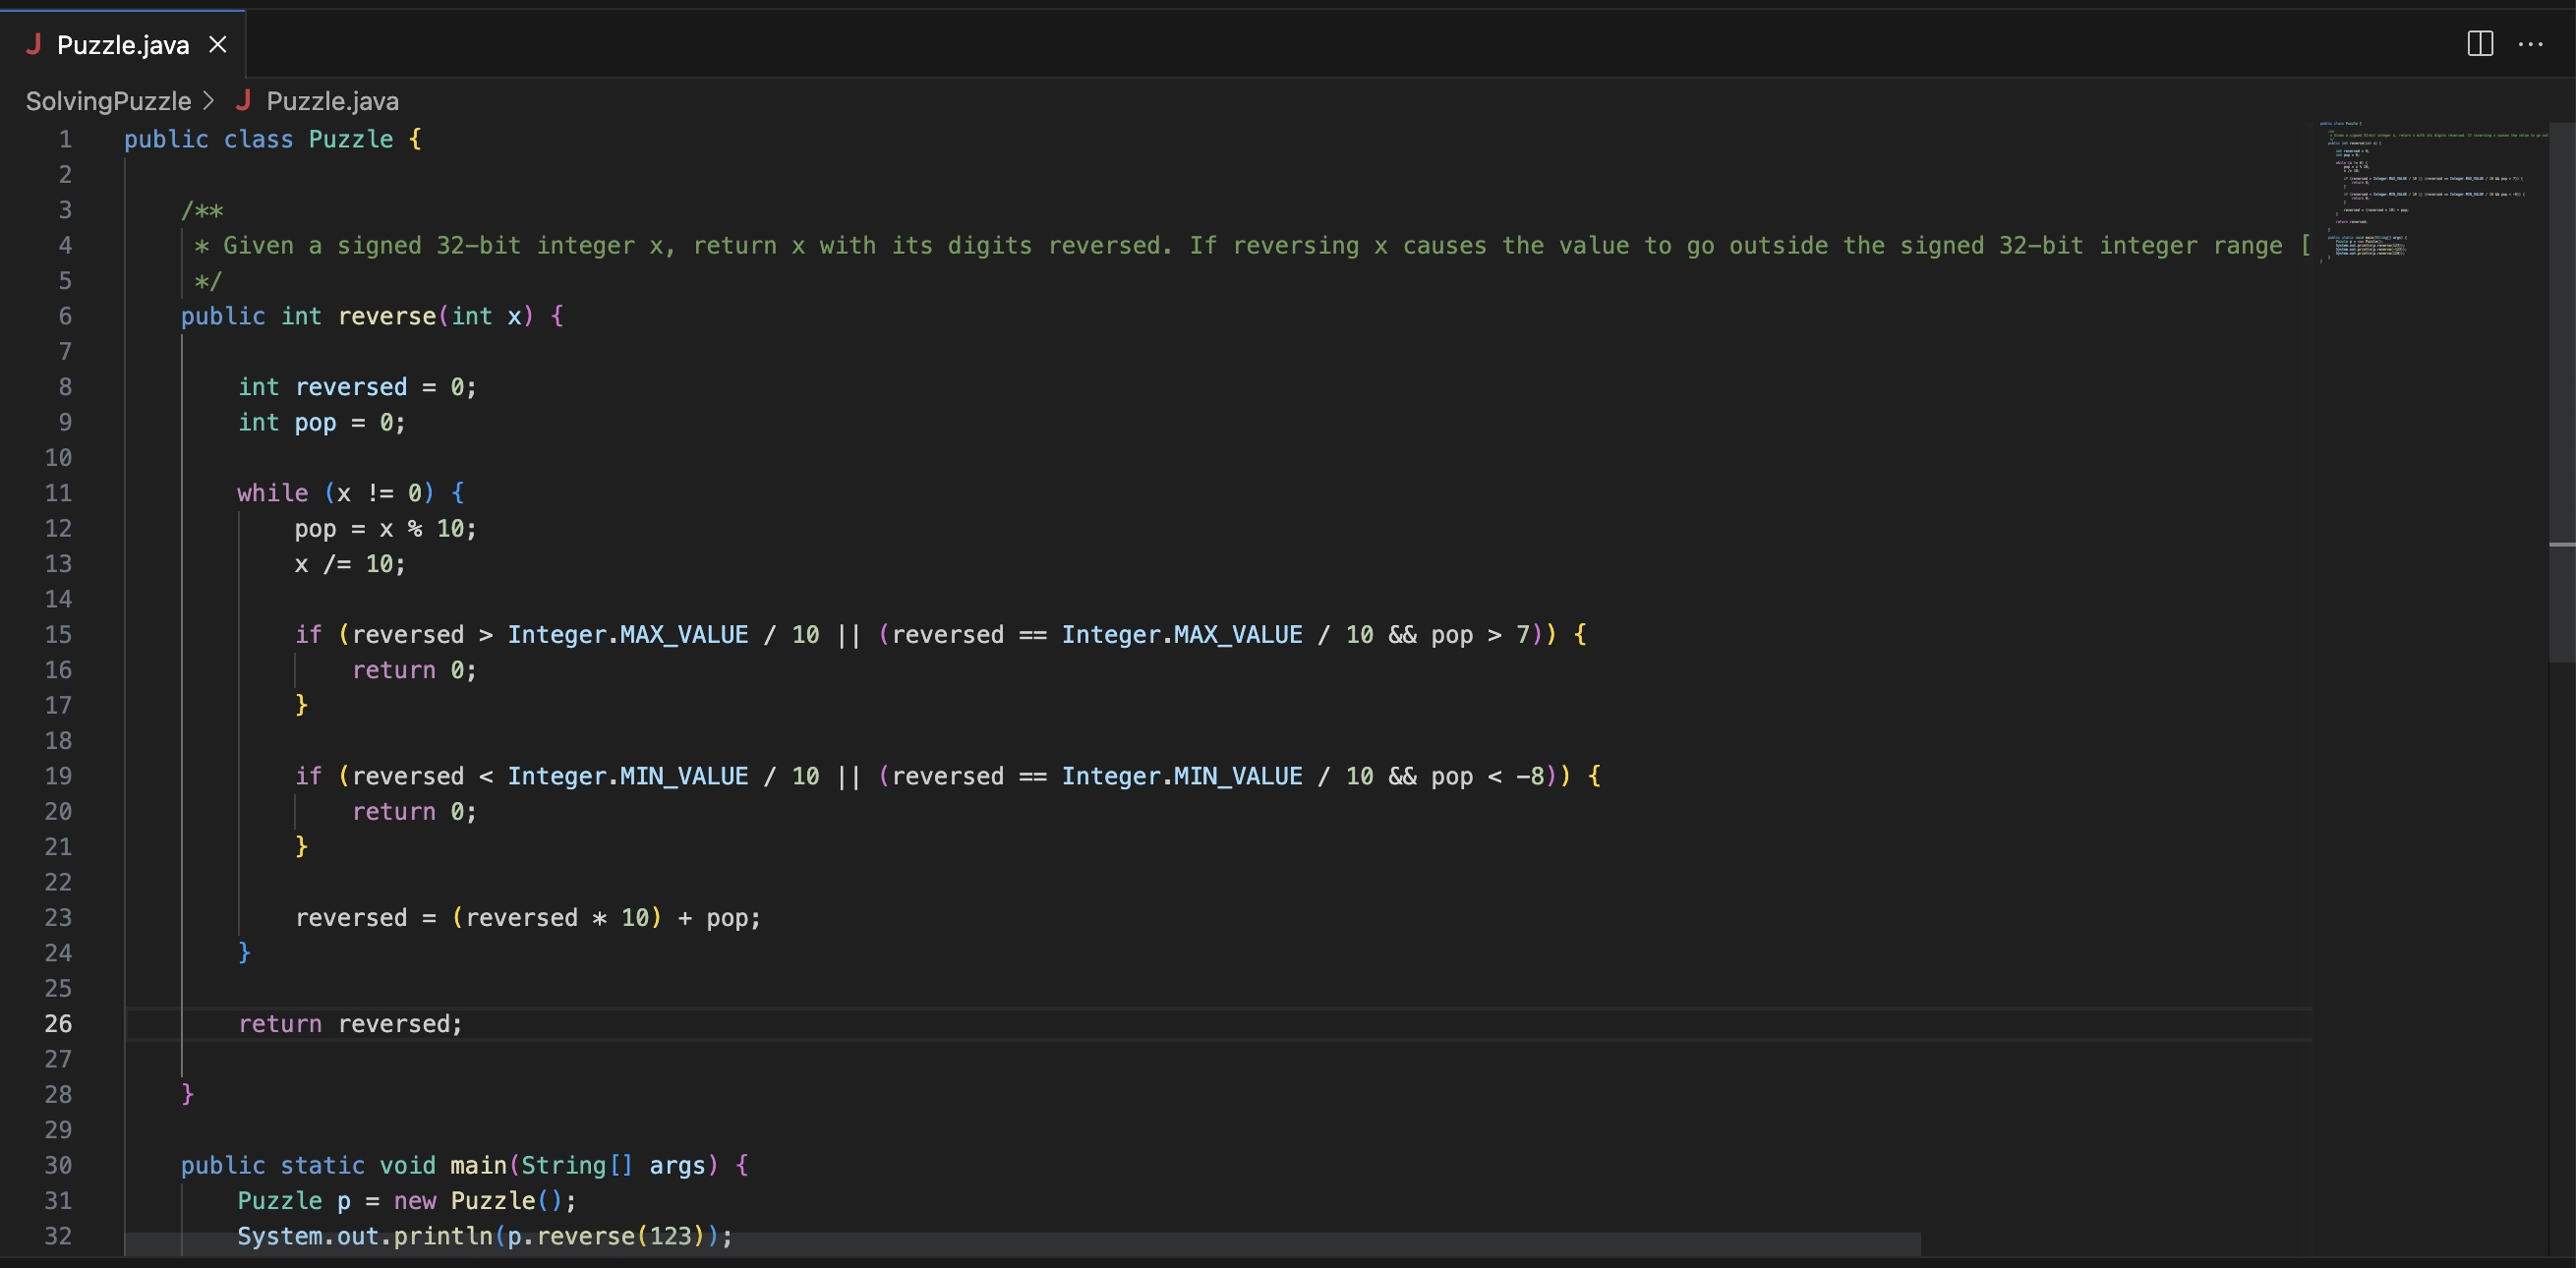 J Puzzle.java ×
SolvingPuzzle > J Puzzle.java
1 public class Puzzle {
2
3 /**
4 * Given a signed 32-bit integer x, return x with its digits reversed. If reversing x causes the value to go outside the signed 32-bit integer range [
5 */
6 public int reverse(int x) {
7
8 int reversed = 0;
9 int pop = 0;
10
11 while (x != 0) {
12 pop = x % 10;
13 x /= 10;
14
15 if (reversed > Integer.MAX_VALUE / 10 || (reversed == Integer.MAX_VALUE / 10 && pop > 7)) {
16 return 0;
17 }
18
19 if (reversed < Integer.MIN_VALUE / 10 || (reversed == Integer.MIN_VALUE / 10 && pop < -8)) {
20 return 0;
21 }
22
23 reversed = (reversed * 10) + pop;
24 }
25
26 return reversed;
27
28 }
29
30 public static void main(String[] args) {
31 Puzzle p = new Puzzle();
32 System.out.println(p.reverse(123));